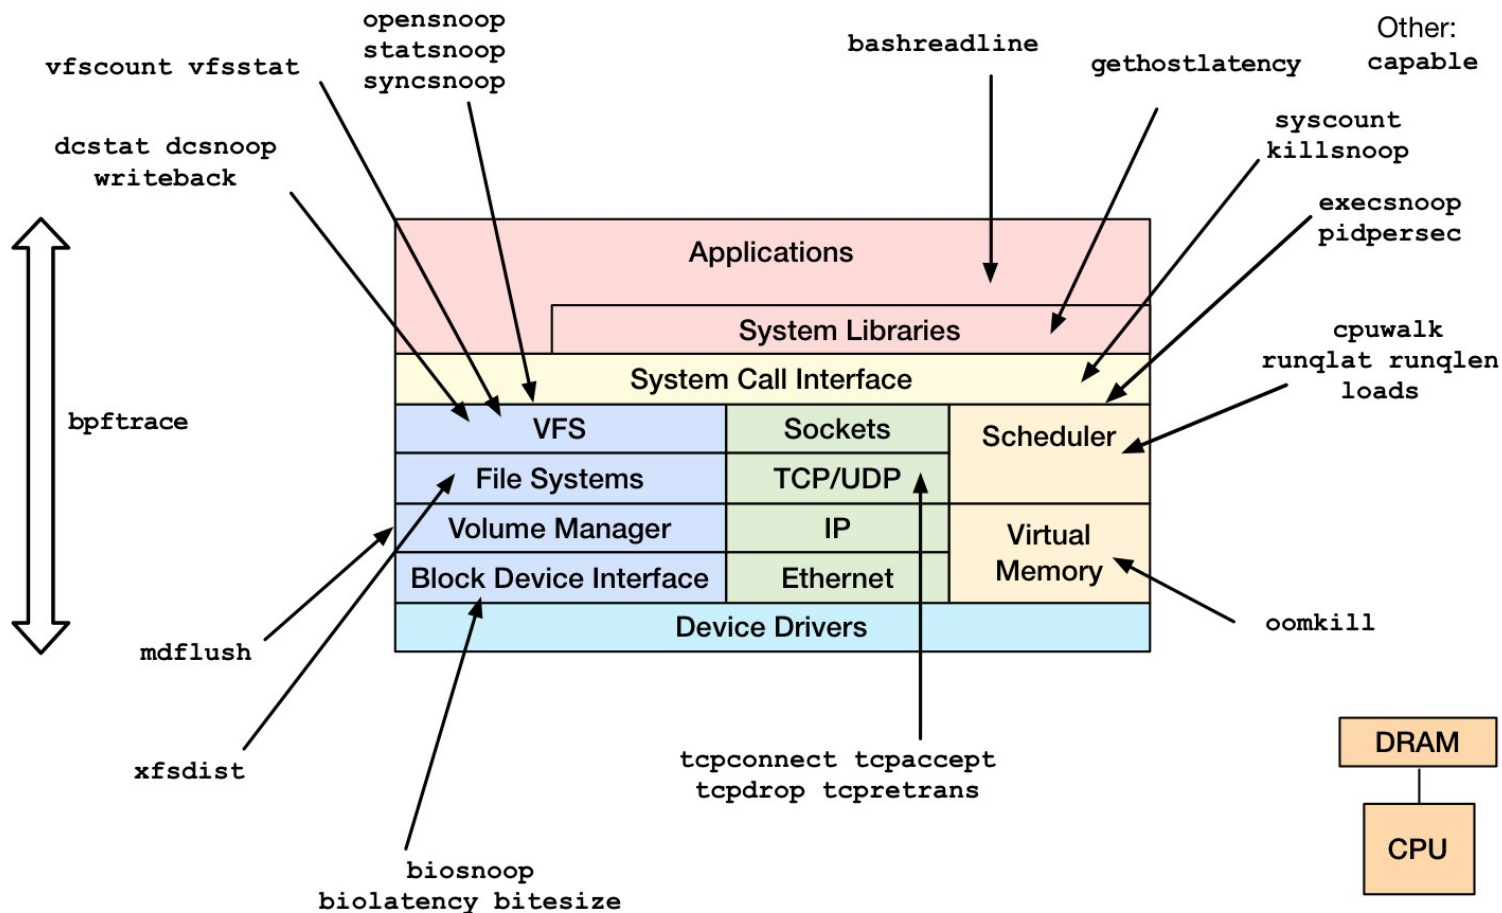 opensnoop
statsnoop
syncsnoop
vfscount vfsstat
bashreadline
Other:
capable
gethostlatency
dcstat dcsnoop
writeback
syscount
killsnoop
execsnoop
pidpersec
Applications
System Libraries
cpuwalk
runqlat runqlen
loads
System Call Interface
bpftrace
VFS
Sockets
Scheduler
File Systems
TCP/UDP
Volume Manager
IP
Virtual
Memory
Block Device Interface
Ethernet
Device Drivers
oomkill
mdflush
xfsdist
tcpconnect tcpaccept
tcpdrop tcpretrans
DRAM
CPU
biosnoop
biolatency bitesize